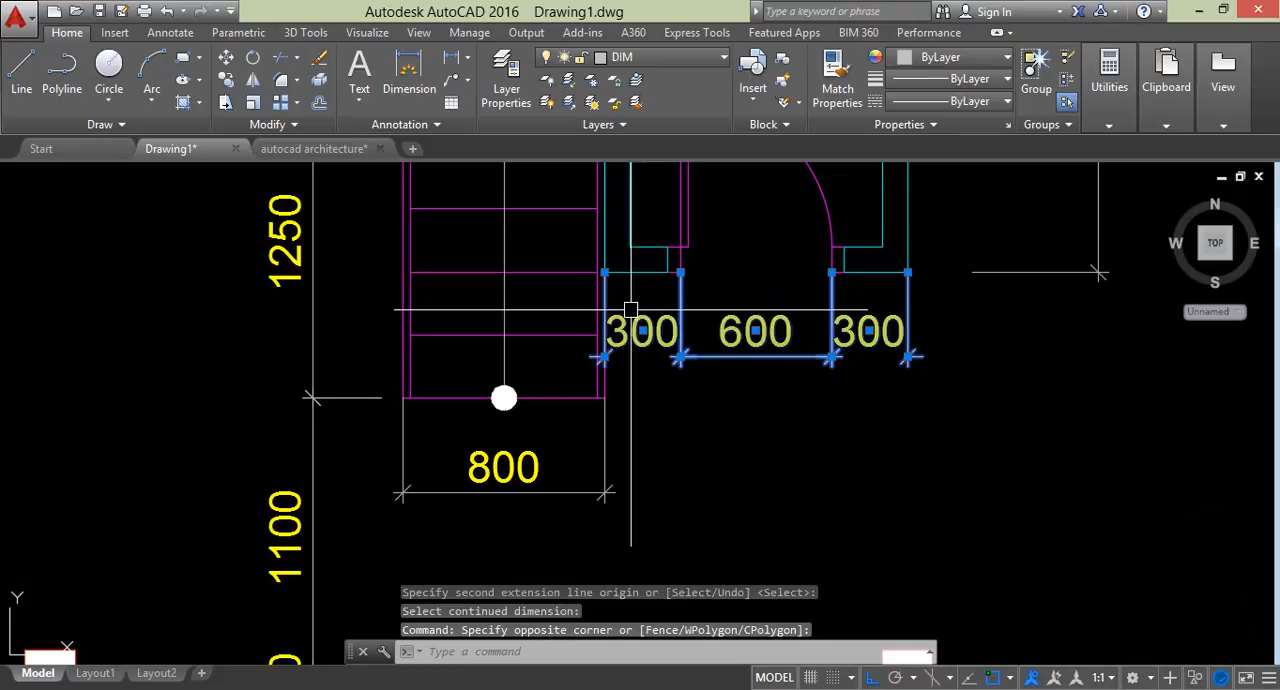 Autodesk AutoCAD 2016 Drawing1.dwg
Type a keyword or phrase
Sign In
Home Insert Annotate Parametric 3D Tools Visualize View Manage Output Add-ins A360 Express Tools Featured Apps BIM 360 Performance
DIM
ByLayer
ByLayer
ByLayer
Line Polyline Circle Arc
Text Dimension
Layer Properties
Insert
Match Properties
Group
Utilities
Clipboard
View
Draw Modify Annotation Layers Block Properties Groups
Start Drawing1* autocad architecture*
N
W TOP E
S
Unnamed
1250
300 600 300
800
1100
0
Y
X
Specify second extension line origin or [Select/Undo] <Select>:
Select continued dimension:
Command: Specify opposite corner or [Fence/WPolygon/CPolygon]:
Type a command
Model Layout1 Layout2
MODEL
1:1